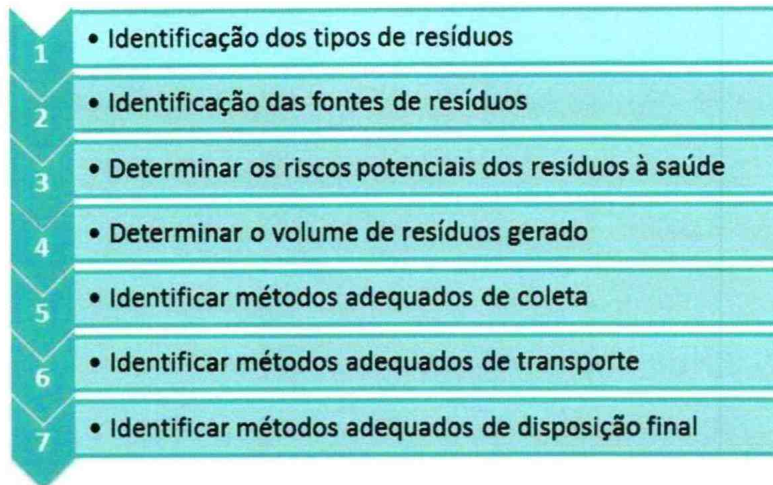 1 • Identificação dos tipos de resíduos
2 • Identificação das fontes de resíduos
3 • Determinar os riscos potenciais dos resíduos à saúde
4 • Determinar o volume de resíduos gerado
5 • Identificar métodos adequados de coleta
6 • Identificar métodos adequados de transporte
7 • Identificar métodos adequados de disposição final